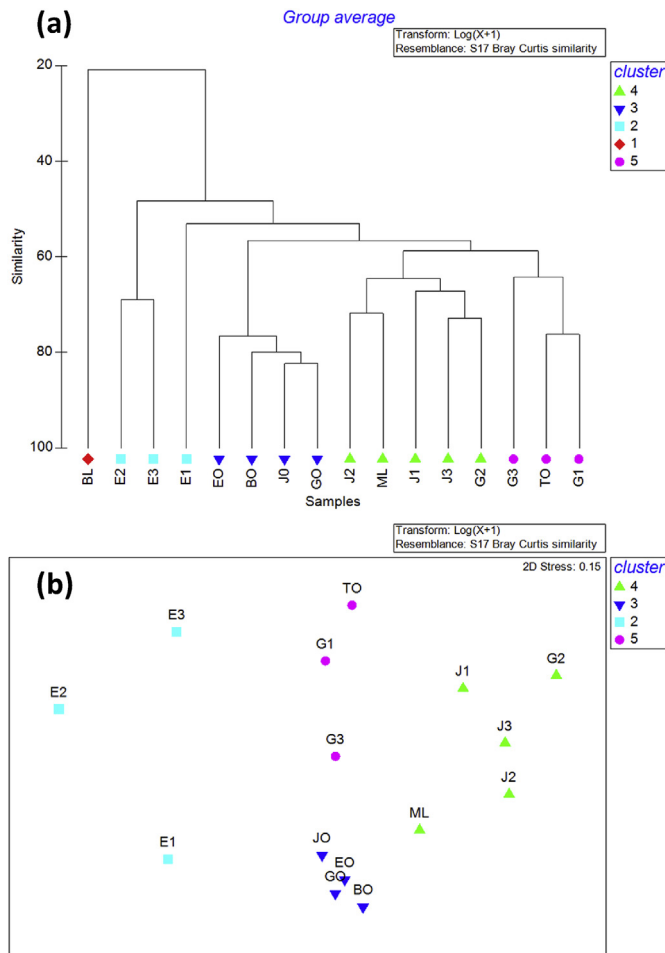 (a)
Group average
Transform: Log(X+1)
Resemblance: S17 Bray Curtis similarity
cluster
4
3
2
1
5
20
40
60
80
100
Similarity
BL E2 E3 E1 EO BO J0 GO J2 ML J1 J3 G2 G3 TO G1
Samples
Transform: Log(X+1)
Resemblance: S17 Bray Curtis similarity
(b)
2D Stress: 0.15
cluster
4
3
2
5
TO
E3
G1
G2
J1
E2
J3
G3
J2
ML
JO
E1
EO
GO
BO